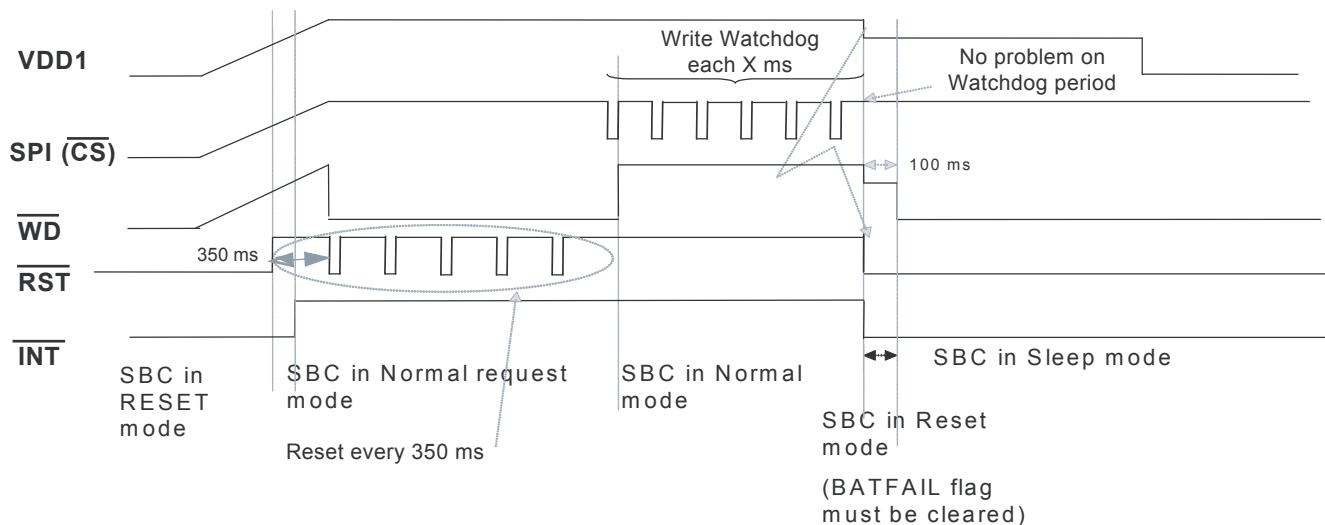 VDD1
Write Watchdog
each X ms
No problem on
Watchdog period
SPI (CS)
100 ms
WD
350 ms
RST
INT
SBC in
RESET
mode
SBC in Normal request
mode
SBC in Normal
mode
SBC in Sleep mode
SBC in Reset
mode
Reset every 350 ms
(BATFAIL flag
must be cleared)